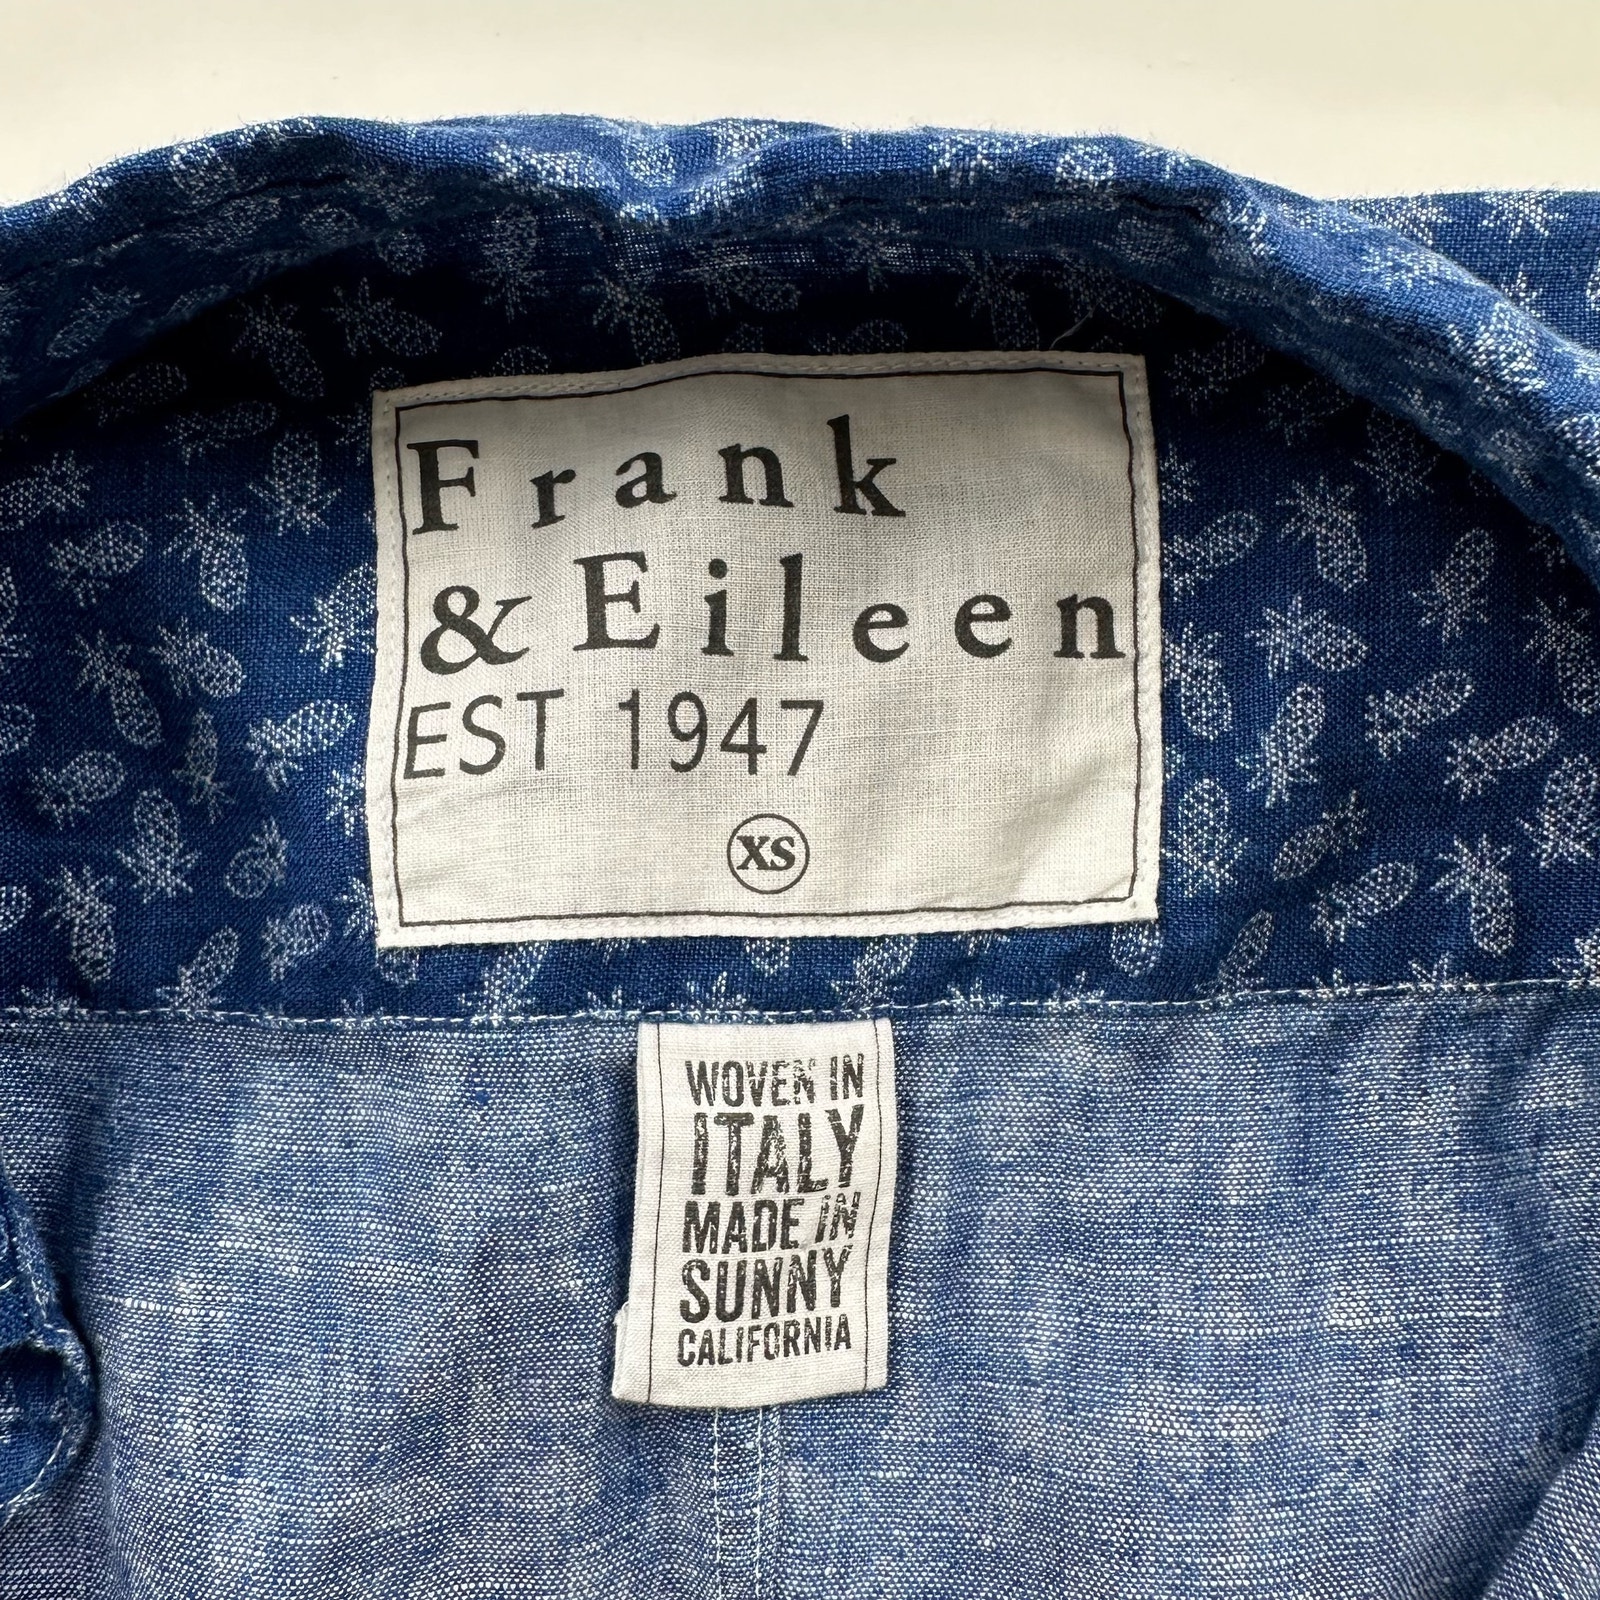 Frank
& Eileen
EST 1947
XS
WOVEN IN
ITALY
MADE IN
SUNNY
CALIFORNIA